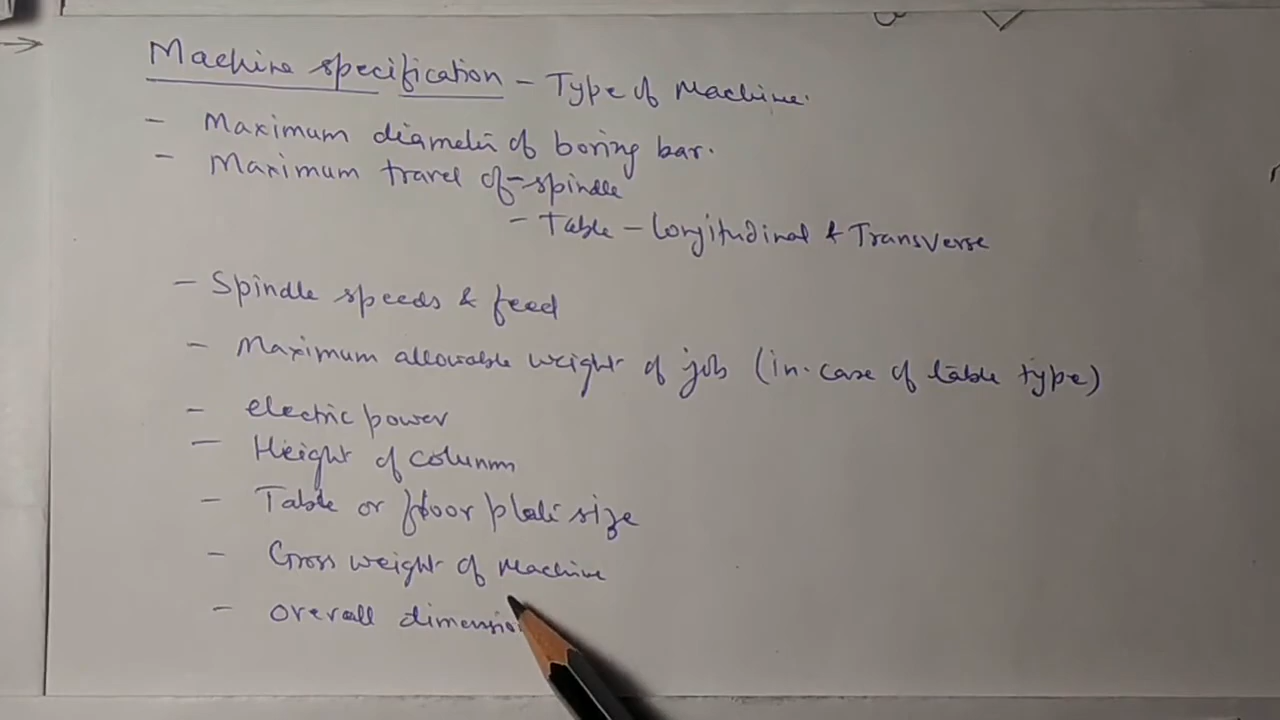 Machine specification - Type of Machine.
- Maximum diameter of boring bar.
- Maximum travel of - spindle
- Table - Longitudinal & Transverse
- Spindle speeds & feed
- Maximum allowable weight of job (in-case of table type)
- electric power
- Height of column
- Table or floor plate size
- Gross weight of Machine
- overall dimensio